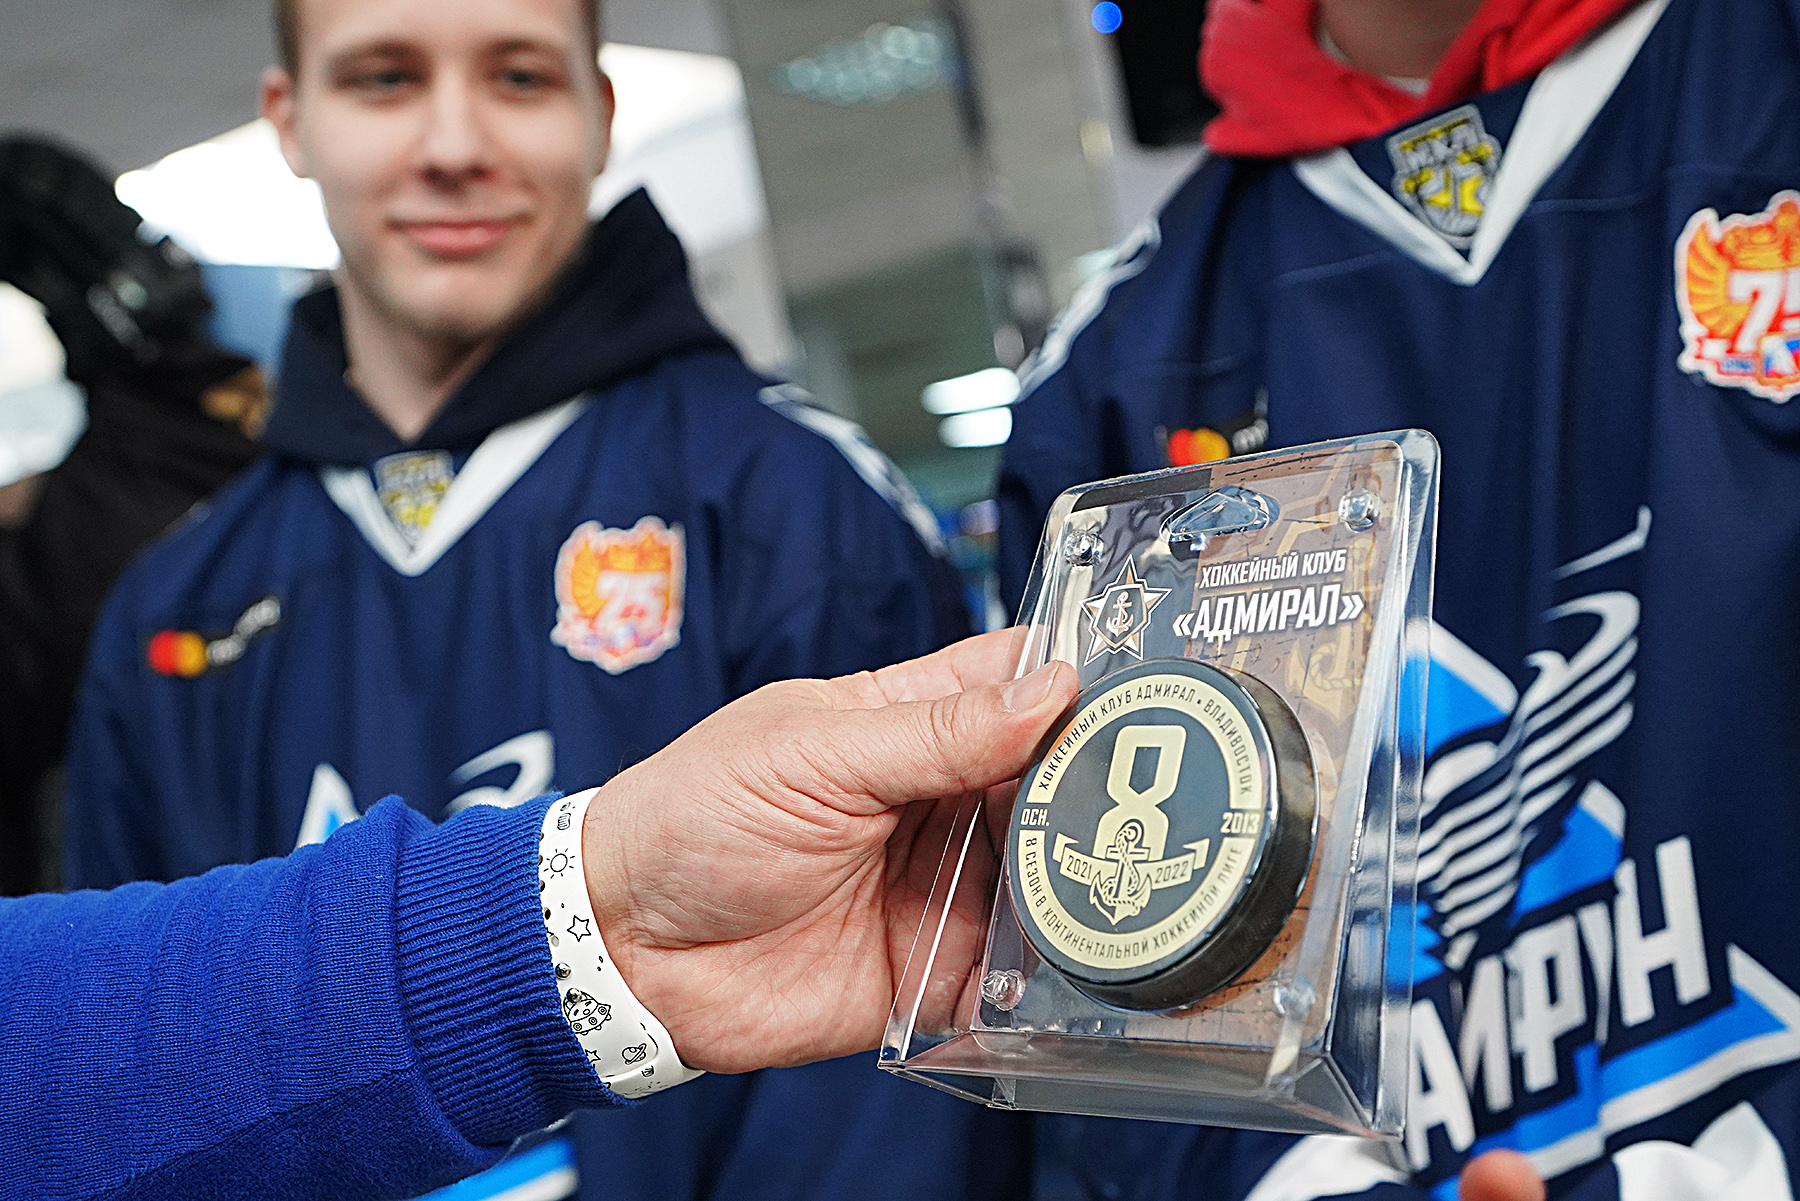 ХОККЕЙНЫЙ КЛУБ
«АДМИРАЛ»
ХОККЕЙНЫЙ КЛУБ АДМИРАЛ • ВЛАДИВОСТОК
8
ОСН. 2013
2021 2022
8 СЕЗОН В КОНТИНЕНТАЛЬНОЙ ХОККЕЙНОЙ ЛИГЕ
МХЛ
75
75